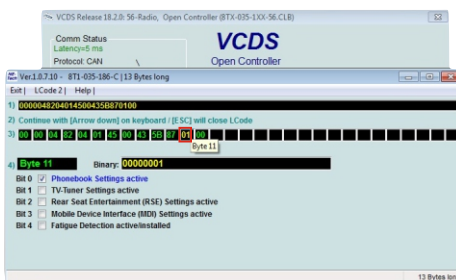 VCDS Release 18.2.0: 56-Radio, Open Controller (8TX-035-1XX-56.CLB)
Comm Status
Latency=5 ms
Protocol: CAN
VCDS
Open Controller
Ver.1.0.7.10 - 8T1-035-186-C | 13 Bytes long
Exit | LCode 2 | Help |
1) 0000048204014500435B870100
2) Continue with [Arrow down] on keyboard / [ESC] will close LCode
3) 00 00 04 82 04 01 45 00 43 5B 87 01 00
Byte 11
4) Byte 11 Binary: 00000001
Bit 0 Phonebook Settings active
Bit 1 TV-Tuner Settings active
Bit 2 Rear Seat Entertainment (RSE) Settings active
Bit 3 Mobile Device Interface (MDI) Settings active
Bit 4 Fatigue Detection active/installed
13 Bytes lon